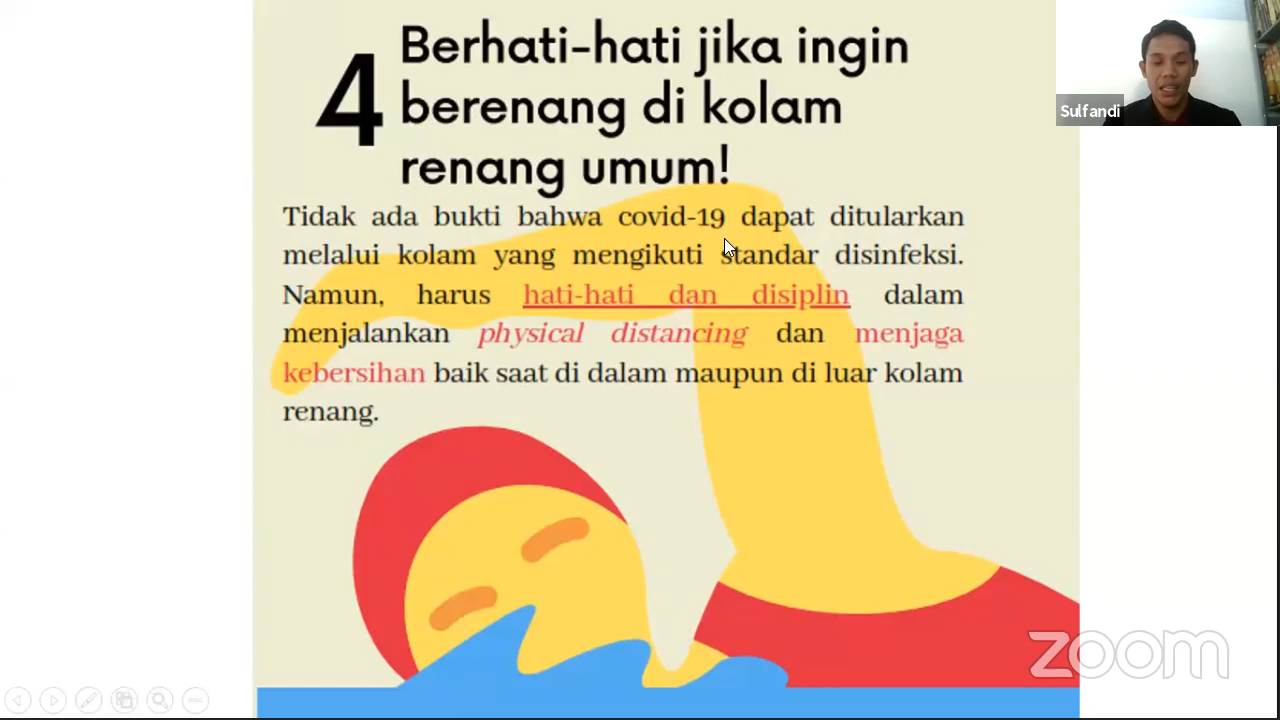 4
Berhati-hati jika ingin
berenang di kolam
renang umum!
Tidak ada bukti bahwa covid-19 dapat ditularkan
melalui kolam yang mengikuti standar disinfeksi.
Namun, harus hati-hati dan disiplin dalam
menjalankan physical distancing dan menjaga
kebersihan baik saat di dalam maupun di luar kolam
renang.
Sulfandi
zoom